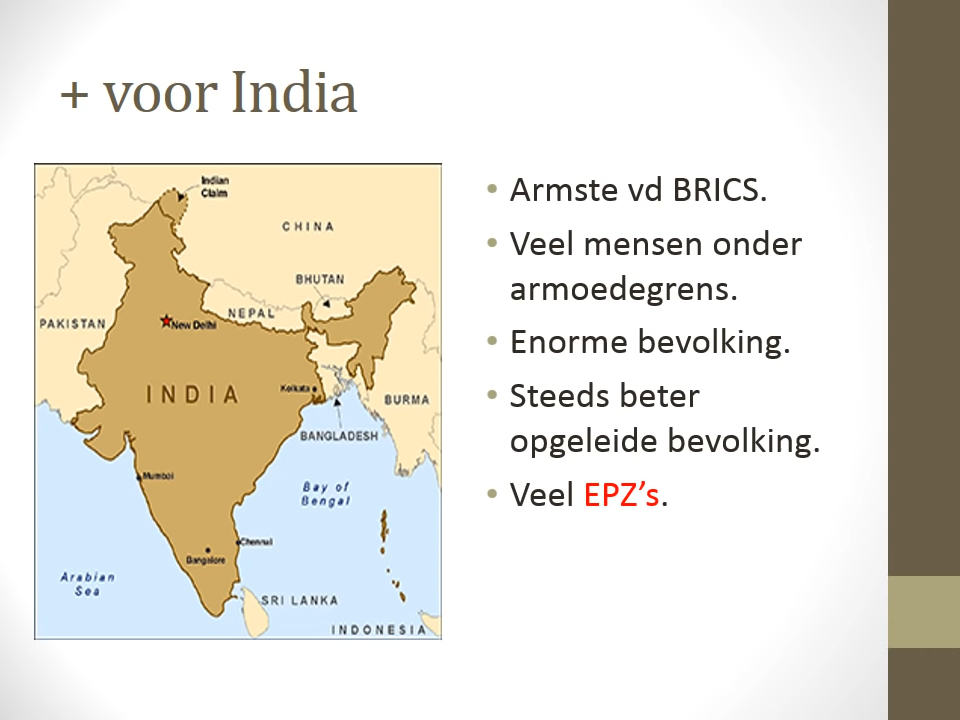 + voor India
Indian
Claim
CHINA
BHUTAN
NEPAL
PAKISTAN
New Delhi
INDIA
Kolkata
BURMA
BANGLADESH
Mumbai
Bay of
Bengal
Chennai
Bangalore
Arabian
Sea
SRI LANKA
INDONESIA
• Armste vd BRICS.
• Veel mensen onder
armoedegrens.
• Enorme bevolking.
• Steeds beter
opgeleide bevolking.
• Veel EPZ’s.